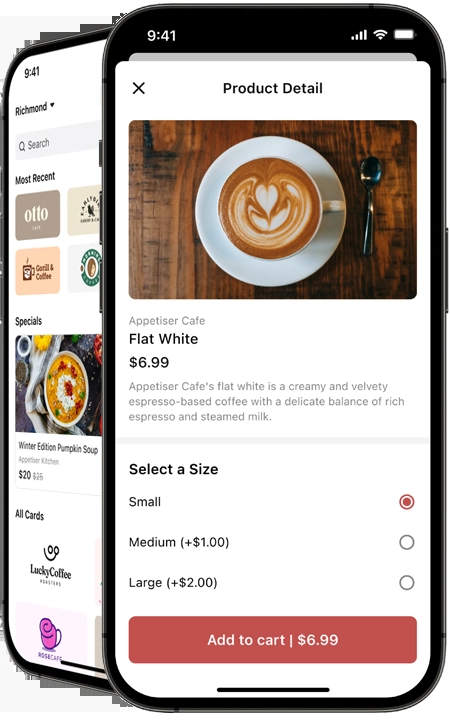 9:41
Richmond
Search
Most Recent
otto
CAFE
Gorill &
Coffee
Specials
Winter Edition Pumpkin Soup
Appetiser Kitchen
$20 $25
All Cards
LuckyCoffee
ROASTERS
ROSECAFE
9:41
Product Detail
Appetiser Cafe
Flat White
$6.99
Appetiser Cafe's flat white is a creamy and velvety
espresso-based coffee with a delicate balance of rich
espresso and steamed milk.
Select a Size
Small
Medium (+$1.00)
Large (+$2.00)
Add to cart | $6.99